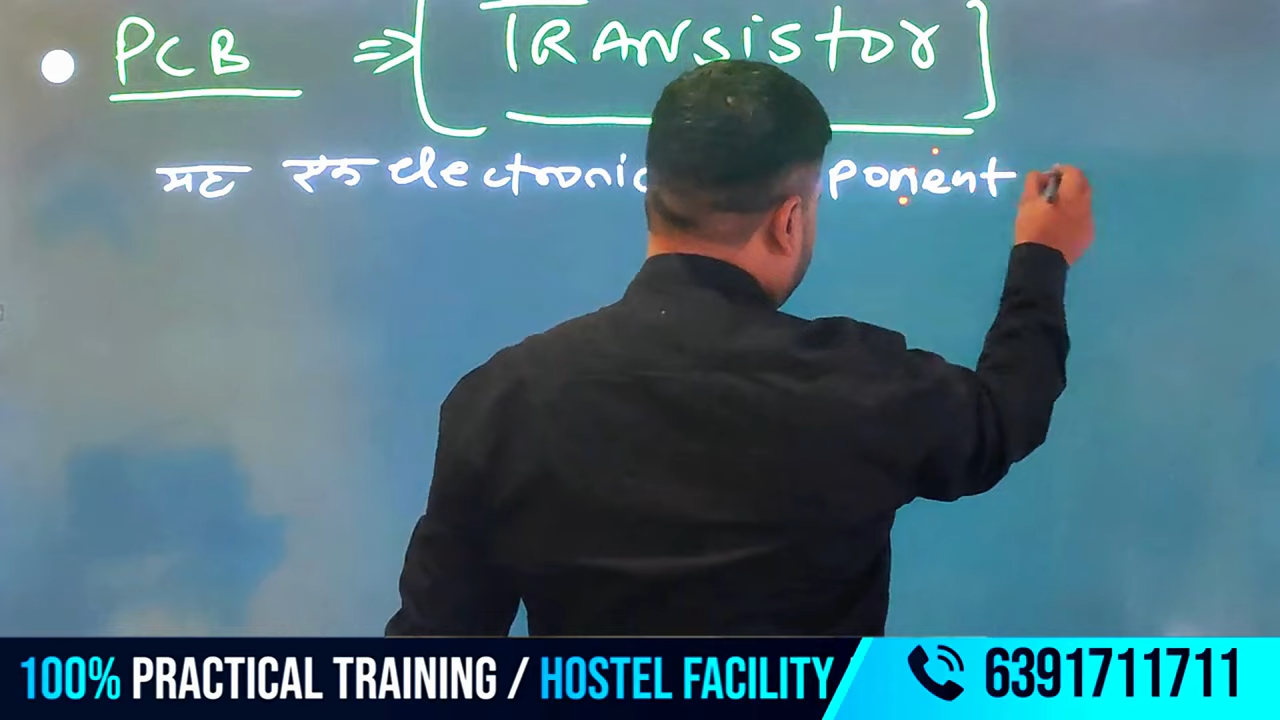 PCB ⇒ [TRANSistor]
यह एक electronic ponent
100% PRACTICAL TRAINING / HOSTEL FACILITY
6391711711